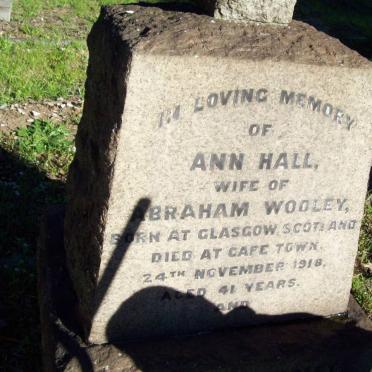 IN LOVING MEMORY
OF
ANN HALL,
WIFE OF
ABRAHAM WOOLEY,
BORN AT GLASGOW, SCOTLAND
DIED AT CAPE TOWN
24TH NOVEMBER 1918,
AGED 41 YEARS.
AND